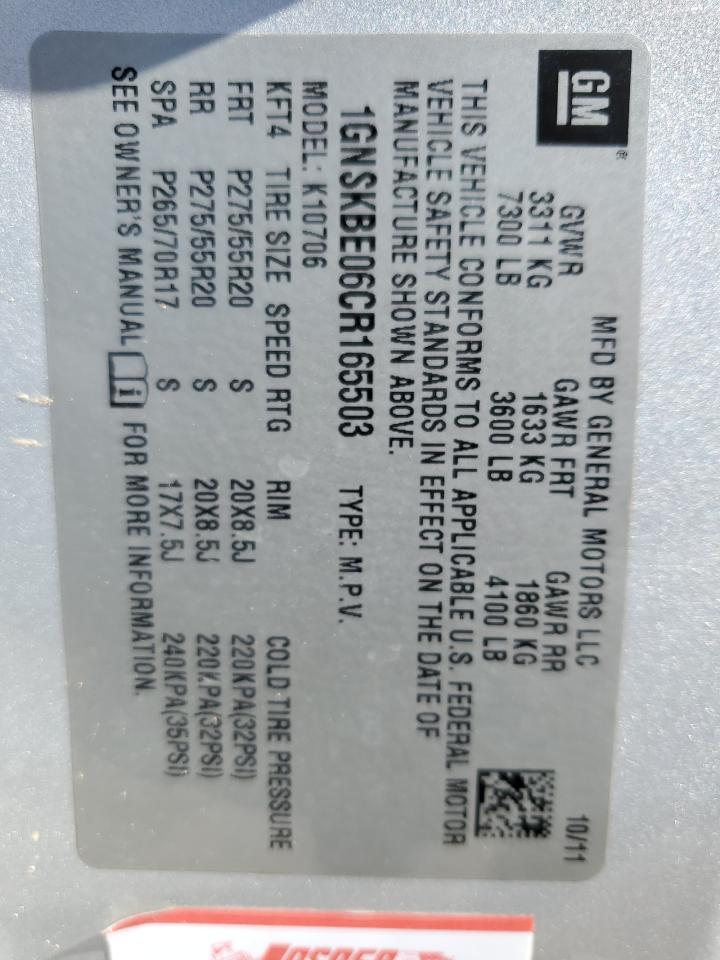 GM®
MFD BY GENERAL MOTORS LLC 10/11
GVWR GAWR FRT GAWR RR
3311 KG 1633 KG 1860 KG
7300 LB 3600 LB 4100 LB
THIS VEHICLE CONFORMS TO ALL APPLICABLE U.S. FEDERAL MOTOR
VEHICLE SAFETY STANDARDS IN EFFECT ON THE DATE OF
MANUFACTURE SHOWN ABOVE.
1GNSKBE06CR165503 TYPE: M.P.V.
MODEL: K10706
KFT4 TIRE SIZE SPEED RTG RIM COLD TIRE PRESSURE
FRT P275/55R20 S 20X8.5J 220KPA(32PSI)
RR P275/55R20 S 20X8.5J 220KPA(32PSI)
SPA P265/70R17 S 17X7.5J 240KPA(35PSI)
SEE OWNER'S MANUAL i FOR MORE INFORMATION.